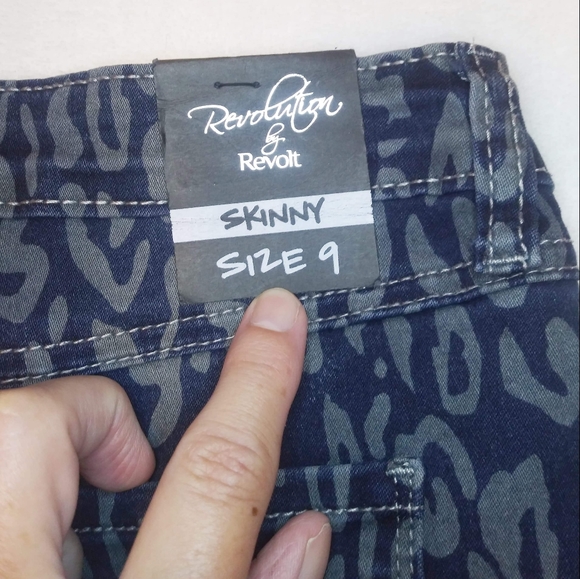 Revolution
by
Revolt
SKINNY
SIZE 9